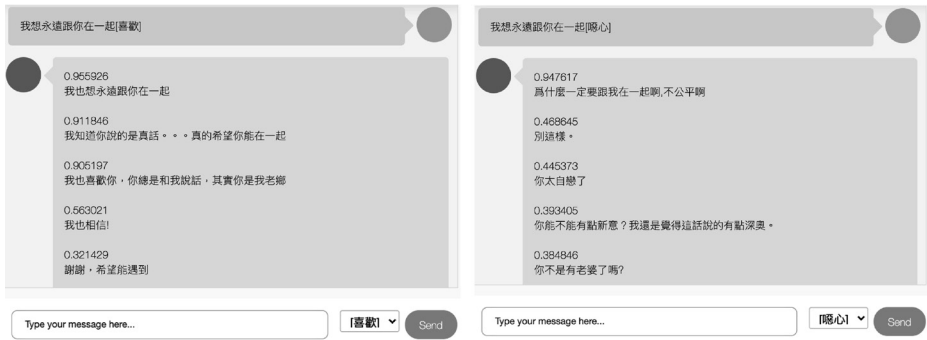 我想永遠跟你在一起[喜歡]
0.955926
我也想永遠跟你在一起
0.911846
我知道你說的是真話。。。真的希望你能在一起
0.905197
我也喜歡你，你總是和我說話，其實你是我老鄉
0.563021
我也相信!
0.321429
謝謝，希望能遇到
Type your message here...
[喜歡]
Send
我想永遠跟你在一起[噁心]
0.947617
爲什麼一定要跟我在一起啊,不公平啊
0.468645
別這樣。
0.445373
你太自戀了
0.393405
你能不能有點新意？我還是覺得這話說的有點深奧。
0.384846
你不是有老婆了嗎?
Type your message here...
[噁心]
Send